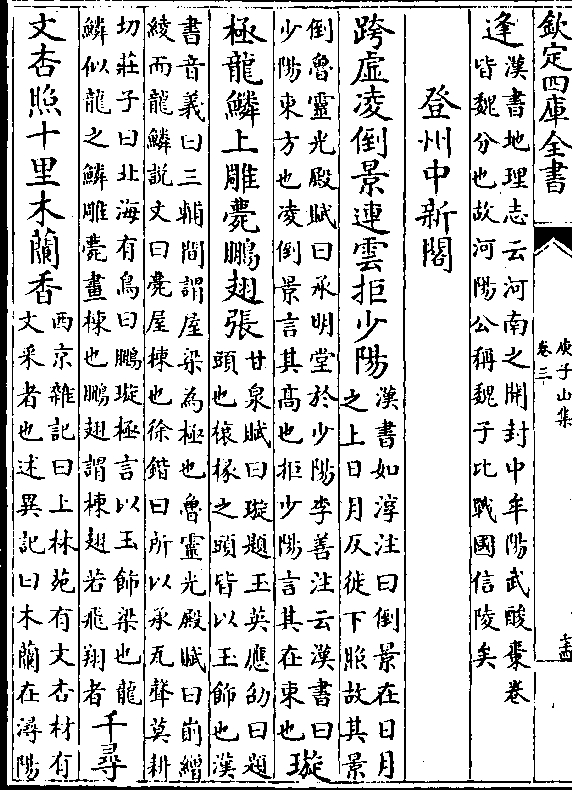 欽定四庫全書
庾子山集
卷三
逢漢書地理志云河南之開封中牟陽武酸棗卷
皆魏分也故河陽公稱魏子比戰國信陵矣
登州中新閣
跨虛凌倒景連雲拒少陽漢書如淳注曰倒景在日月
之上日月反從下照故其景
倒魯靈光殿賦曰承明堂於少陽李善注云漢書曰
少陽東方也凌倒景言其髙也拒少陽言其在東也璇
極龍鱗上雕甍鵬翅張甘泉賦曰璇題玉英應劭曰題
頭也榱椽之頭皆以玉飾也漢
書音義曰三輔間謂屋梁為極也魯靈光殿賦曰崱繒
綾而龍鱗説文曰甍屋棟也徐鍇曰所以承瓦聲莫耕
切莊子曰北海有鳥曰鵬璇極言以玉飾梁也龍
鱗似龍之鱗雕甍畫棟也鵬翅謂棟翅若飛翔者千尋
文杏照十里木蘭香西京雜記曰上林苑有文杏材有
文采者也述異記曰木蘭在潯陽